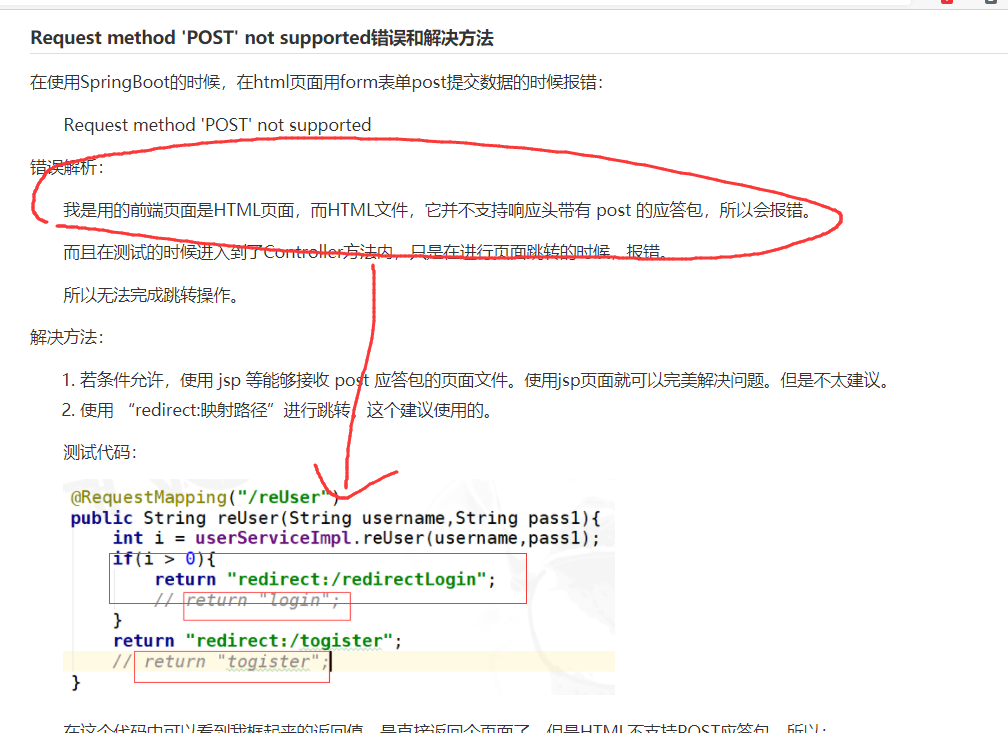 Request method 'POST' not supported错误和解决方法
在使用SpringBoot的时候，在html页面用form表单post提交数据的时候报错：
Request method 'POST' not supported
错误解析：
我是用的前端页面是HTML页面，而HTML文件，它并不支持响应头带有 post 的应答包，所以会报错。
而且在测试的时候进入到了Controller方法内，只是在进行页面跳转的时候，报错。
所以无法完成跳转操作。
解决方法：
1. 若条件允许，使用 jsp 等能够接收 post 应答包的页面文件。使用jsp页面就可以完美解决问题。但是不太建议。
2. 使用 “redirect:映射路径”进行跳转，这个建议使用的。
测试代码：
@RequestMapping("/reUser")
public String reUser(String username,String pass1){
int i = userServiceImpl.reUser(username,pass1);
if(i > 0){
return "redirect:/redirectLogin";
// return "login";
}
return "redirect:/togister";
// return "togister";
}
在这个代码中可以看到我框起来的返回值，是直接返回个页面了，但是HTML不支持POST应答包，所以：